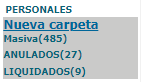 PERSONALES
Nueva carpeta
Masiva(485)
ANULADOS(27)
LIQUIDADOS(9)